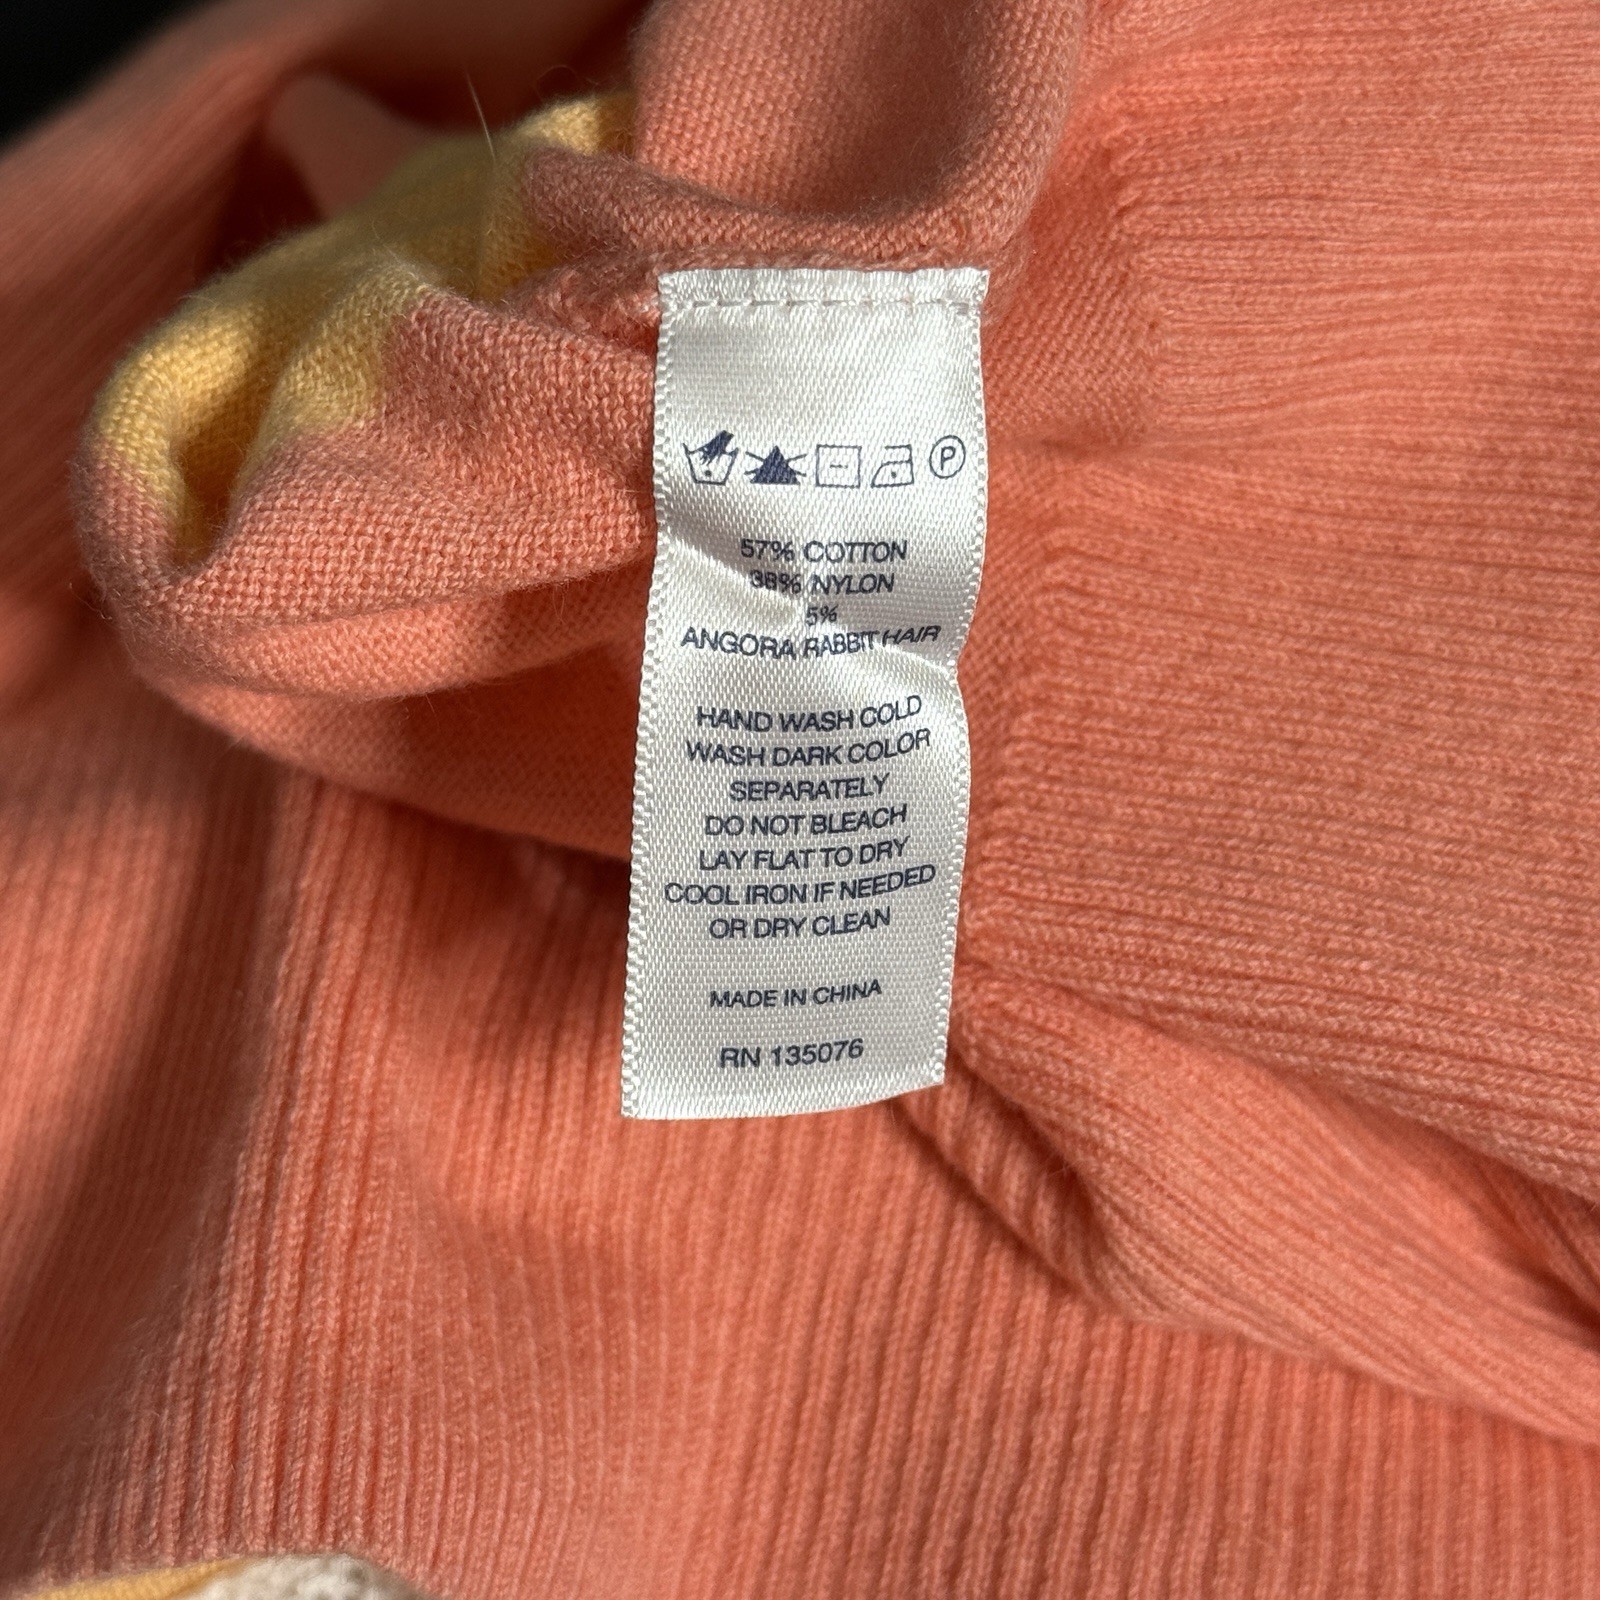 P
57% COTTON
38% NYLON
5%
ANGORA RABBIT HAIR
HAND WASH COLD
WASH DARK COLOR
SEPARATELY
DO NOT BLEACH
LAY FLAT TO DRY
COOL IRON IF NEEDED
OR DRY CLEAN
MADE IN CHINA
RN 135076